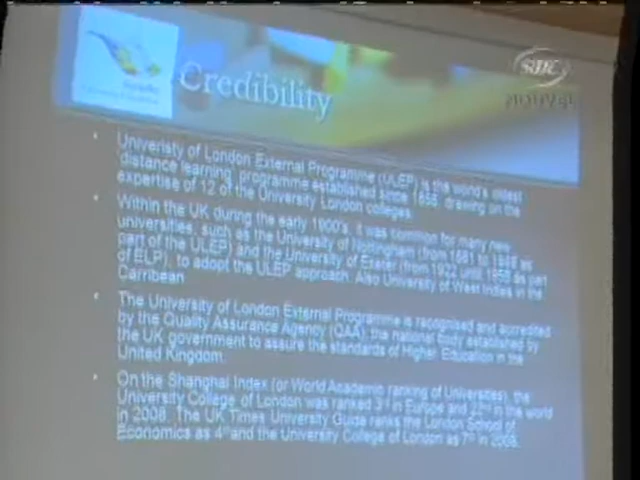 SBC
NOUVEL
Credibility
Univeristy of London External Programme (ULEP) is the world's oldest
'distance learning' programme established since 1858, drawing on the
expertise of 12 of the University London colleges.
Within the UK during the early 1900's, it was common for many new
universities, such as the University of Nottingham (from 1881 to 1948 as
part of the ULEP) and the University of Exeter (from 1922 until 1955 as part
of ELP), to adopt the ULEP approach. Also University of West Indies in the
Carribean
The University of London External Programme is recognised and accredited
by the Quality Assurance Agency (QAA), the national body established by
the UK government to assure the standards of Higher Education in the
United Kingdom.
On the Shanghai Index (or World Academic ranking of Universities), the
University College of London was ranked 3rd in Europe and 22nd in the world
in 2008. The UK Times University Guide ranks the London School of
Economics as 4th and the University College of London as 7th in 2008.